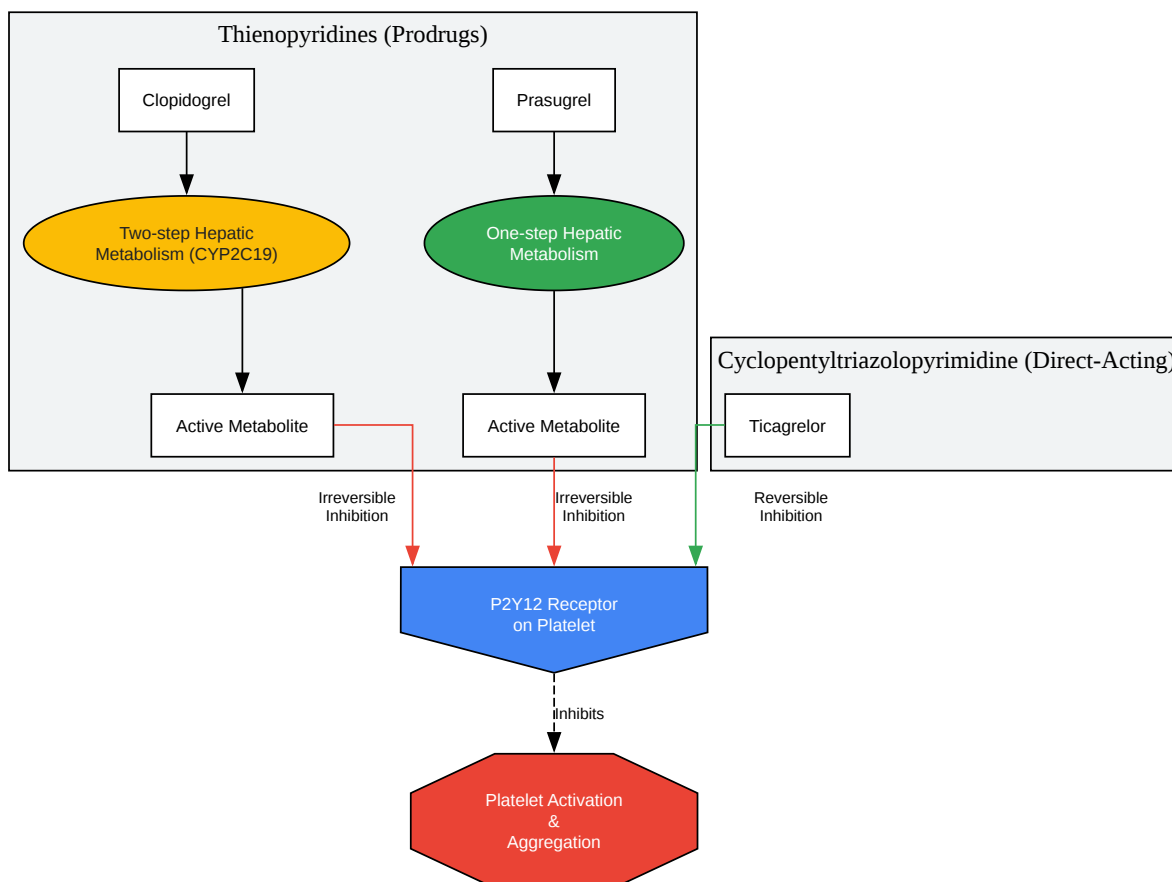 Thienopyridines (Prodrugs)
Clopidogrel
Prasugrel
Two-step Hepatic
Metabolism (CYP2C19)
One-step Hepatic
Metabolism
Cyclopentyltriazolopyrimidine (Direct-Acting)
Active Metabolite
Active Metabolite
Ticagrelor
Irreversible
Inhibition
Irreversible
Inhibition
Reversible
Inhibition
P2Y12 Receptor
on Platelet
Inhibits
Platelet Activation
&
Aggregation